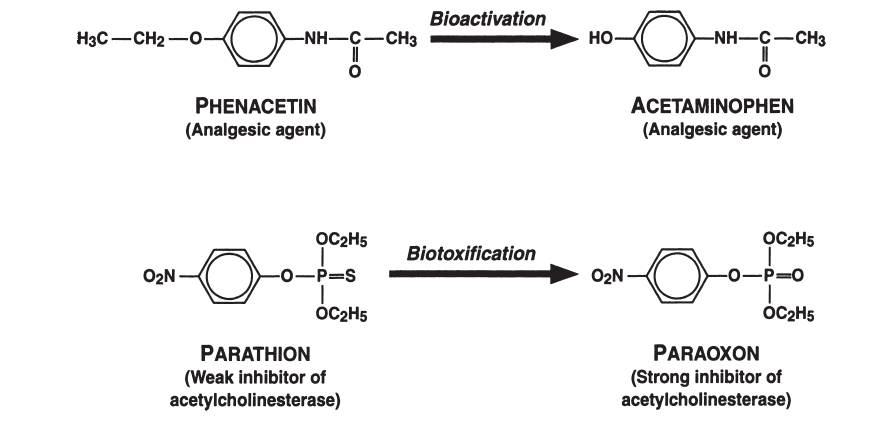 Bioactivation
H3C—CH2—O NH—C—CH3 HO NH—C—CH3
O O
PHENACETIN ACETAMINOPHEN
(Analgesic agent) (Analgesic agent)
OC2H5 OC2H5
Biotoxification
O2N O—P=S O2N O—P=O
OC2H5 OC2H5
PARATHION PARAOXON
(Weak inhibitor of (Strong inhibitor of
acetylcholinesterase) acetylcholinesterase)